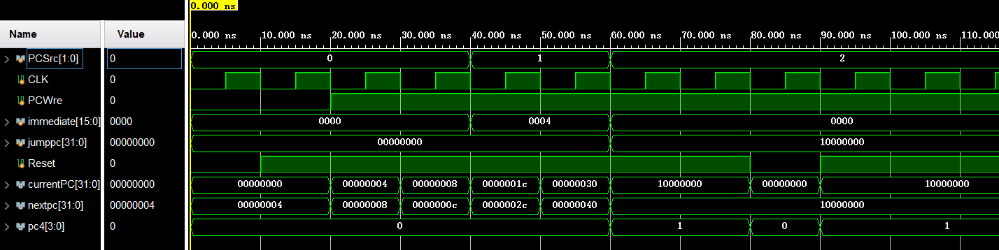 0.000 ns
Name Value 0.000 ns 10.000 ns 20.000 ns 30.000 ns 40.000 ns 50.000 ns 60.000 ns 70.000 ns 80.000 ns 90.000 ns 100.000 ns 110.000
PCSrc[1:0] 0 0 1 2
CLK 0
PCWre 0
immediate[15:0] 0000 0000 0004 0000
jumppc[31:0] 00000000 00000000 10000000
Reset 0
currentPC[31:0] 00000000 00000000 00000004 00000008 0000001c 00000030 10000000 00000000 10000000
nextpc[31:0] 00000004 00000004 00000008 0000000c 0000002c 00000040 10000000
pc4[3:0] 0 0 1 0 1